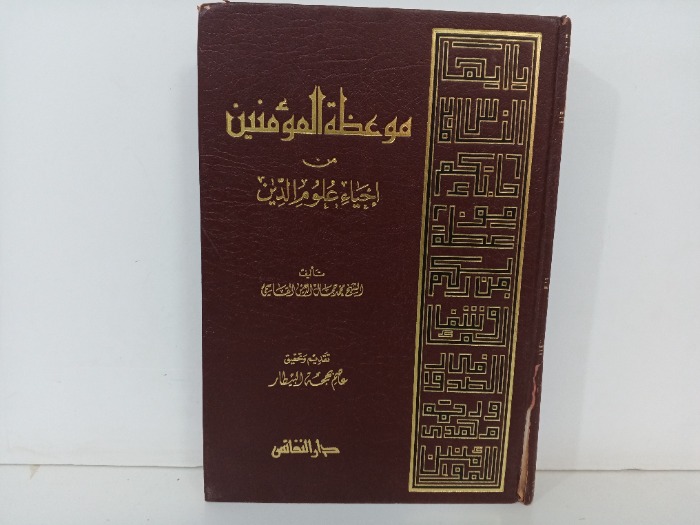 موعظة المؤمنين
من
إحياء علوم الدين
تأليف
الشيخ محمد جمال الدين القاسمي
تقديم وتحقيق
عاصم بهجة البيطار
دار النفائس
يا أيها
الناس
قد جاءتكم
موعظة
من ربكم
وشفاء
لما في
الصدور
ورحمة
وهدى
للمؤمنين